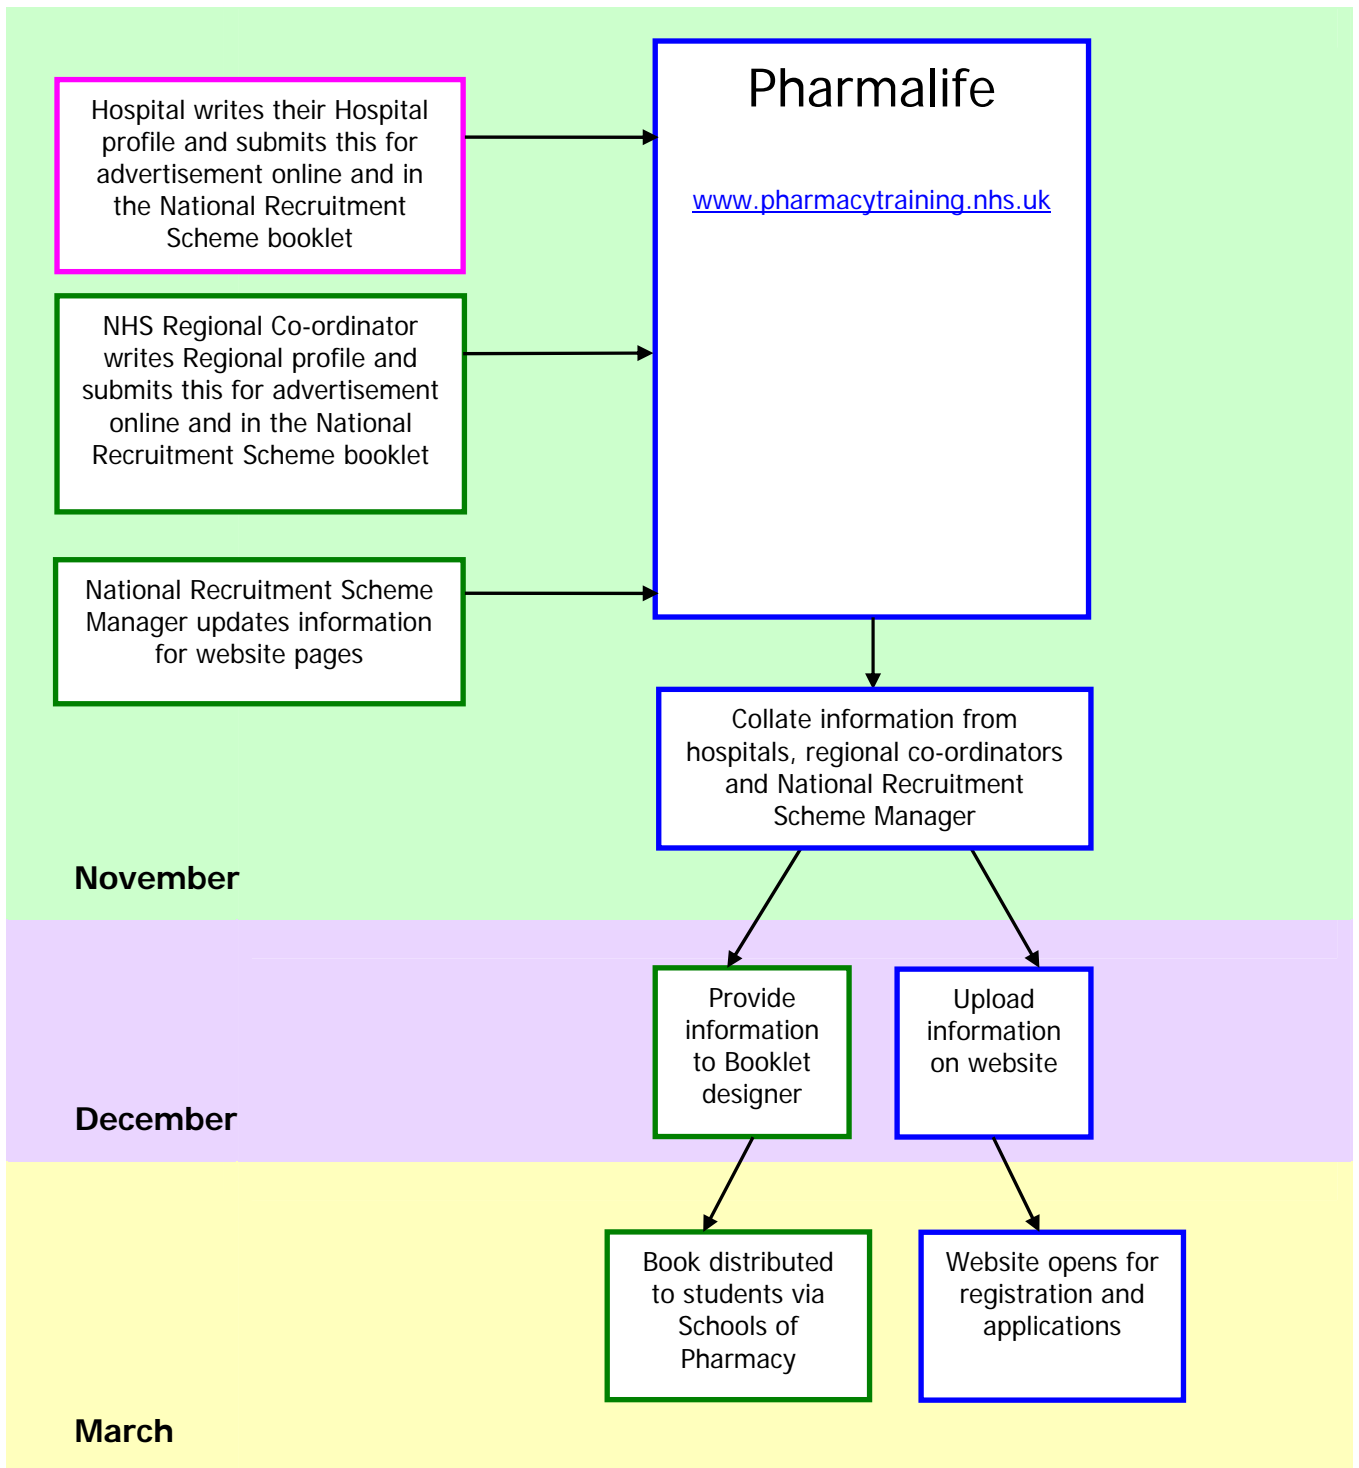 Pharmalife
www.pharmacytraining.nhs.uk
Hospital writes their Hospital
profile and submits this for
advertisement online and in
the National Recruitment
Scheme booklet
NHS Regional Co-ordinator
writes Regional profile and
submits this for advertisement
online and in the National
Recruitment Scheme booklet
National Recruitment Scheme
Manager updates information
for website pages
Collate information from
hospitals, regional co-ordinators
and National Recruitment
Scheme Manager
November
Provide
information
to Booklet
designer
Upload
information
on website
December
Book distributed
to students via
Schools of
Pharmacy
Website opens for
registration and
applications
March